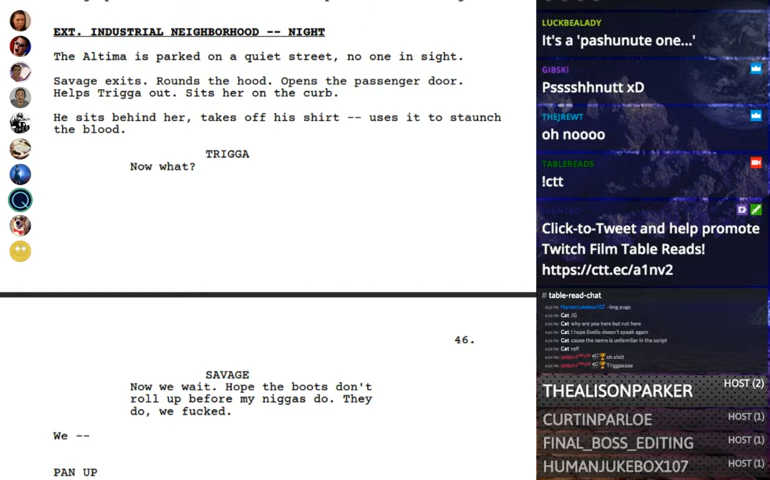 EXT. INDUSTRIAL NEIGHBORHOOD -- NIGHT
The Altima is parked on a quiet street, no one in sight.
Savage exits. Rounds the hood. Opens the passenger door.
Helps Trigga out. Sits her on the curb.
He sits behind her, takes off his shirt -- uses it to staunch
the blood.
TRIGGA
Now what?
46.
SAVAGE
Now we wait. Hope the boots don't
roll up before my niggas do. They
do, we fucked.
We --
PAN UP
LUCKBEALADY
It's a 'pashunute one...'
GIBSKI
Psssshhnutt xD
THEJREWT
oh noooo
TABLEREADS
!ctt
Click-to-Tweet and help promote
Twitch Film Table Reads!
https://ctt.ec/a1nv2
# table-read-chat
Humanjukebox107 -img pugs
Cat JG
Cat why are you here but not here
Cat I hope Exelio doesn't speak again
Cat cause the name is unfamiliar in the script
Cat rofl
oh shitt
Triggassss
THEALISONPARKER HOST (2)
CURTINPARLOE HOST (1)
FINAL_BOSS_EDITING HOST (1)
HUMANJUKEBOX107 HOST (1)